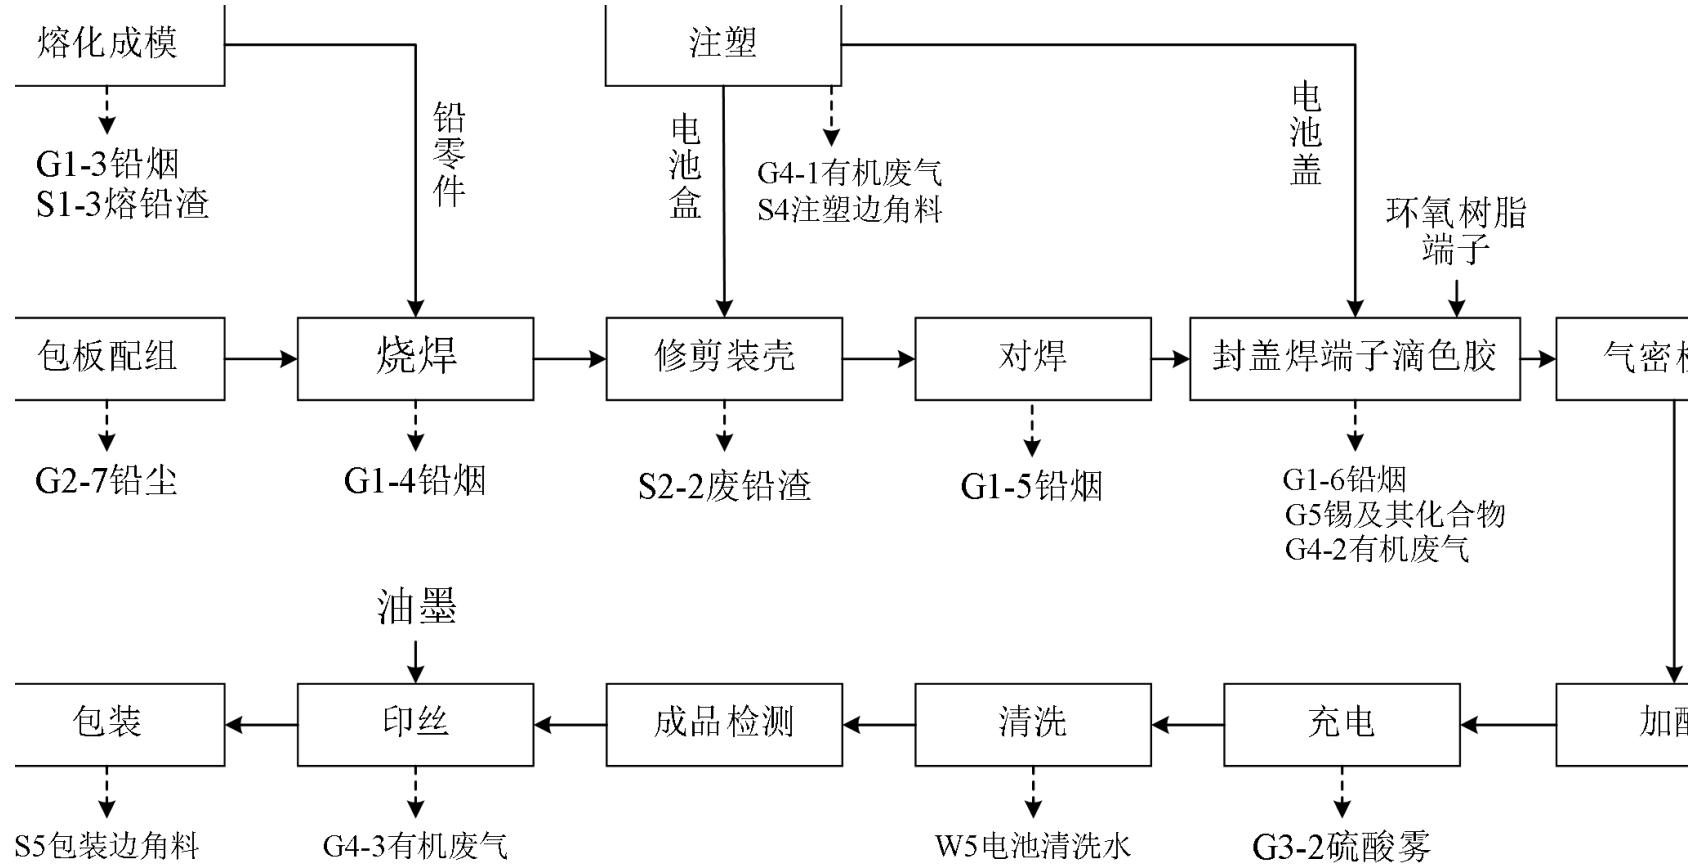 熔化成模
注塑
铅零件
电池盒
电池盖
G1-3铅烟
S1-3熔铅渣
G4-1有机废气
S4注塑边角料
环氧树脂
端子
包板配组
烧焊
修剪装壳
对焊
封盖焊端子滴色胶
气密
G2-7铅尘
G1-4铅烟
S2-2废铅渣
G1-5铅烟
G1-6铅烟
G5锡及其化合物
G4-2有机废气
油墨
包装
印丝
成品检测
清洗
充电
加
S5包装边角料
G4-3有机废气
W5电池清洗水
G3-2硫酸雾